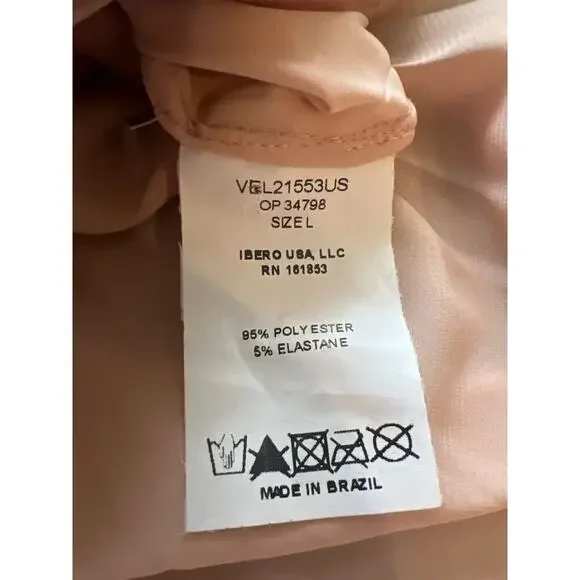 VEL21553US
OP 34798
SIZE L
IBERO USA, LLC
RN 161853
95% POLYESTER
5% ELASTANE
MADE IN BRAZIL